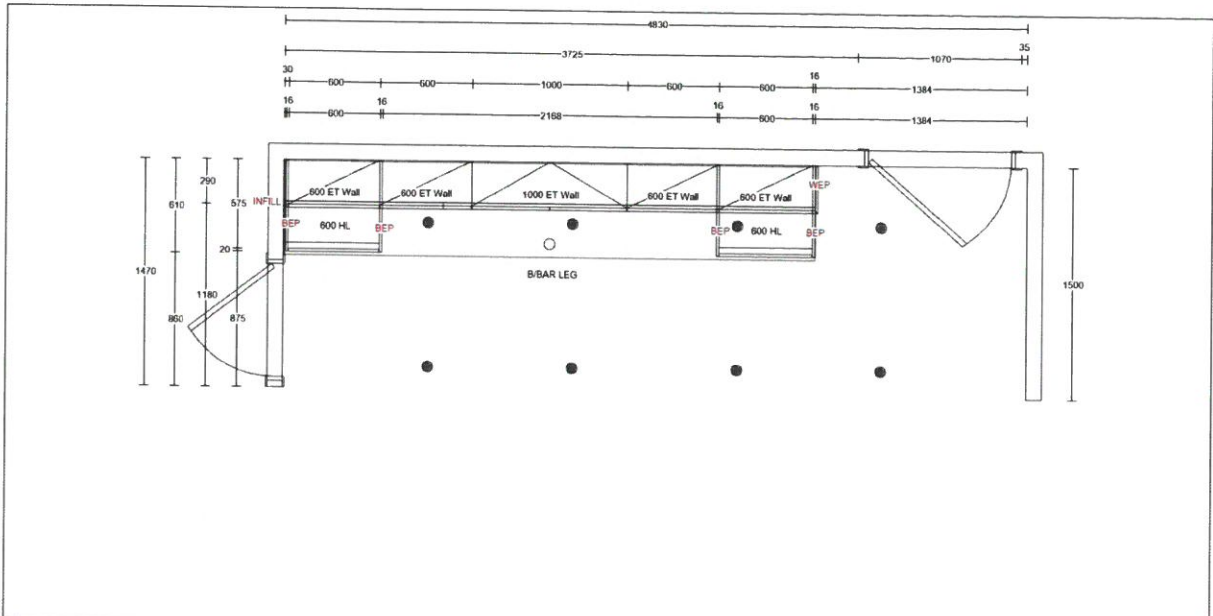 4830
3725 1070 35
30 600 600 1000 600 600 16 1384
16 600 16 2168 16 600 16 1384
600 ET Wall 600 ET Wall 1000 ET Wall 600 ET Wall 600 ET Wall WEP
INFILL
BEP 600 HL BEP BEP 600 HL BEP
B/BAR LEG
1470
610 860
290 1180
575 20 875
1500